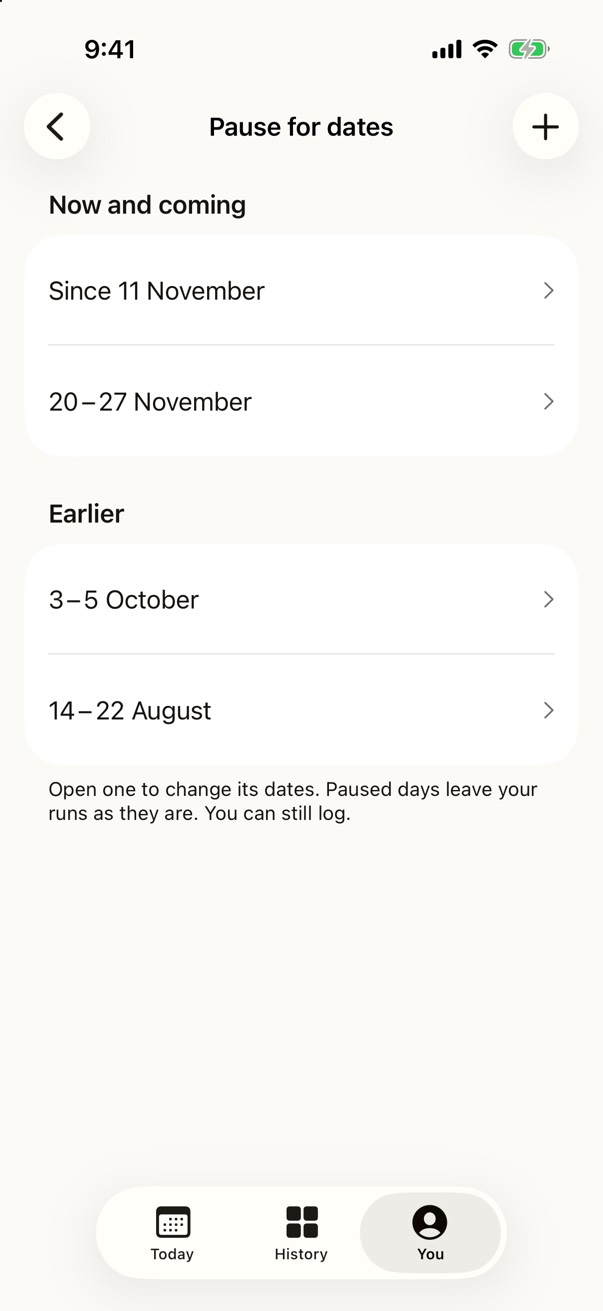 9:41
Pause for dates
Now and coming
Since 11 November
20–27 November
Earlier
3–5 October
14–22 August
Open one to change its dates. Paused days leave your
runs as they are. You can still log.
Today
History
You